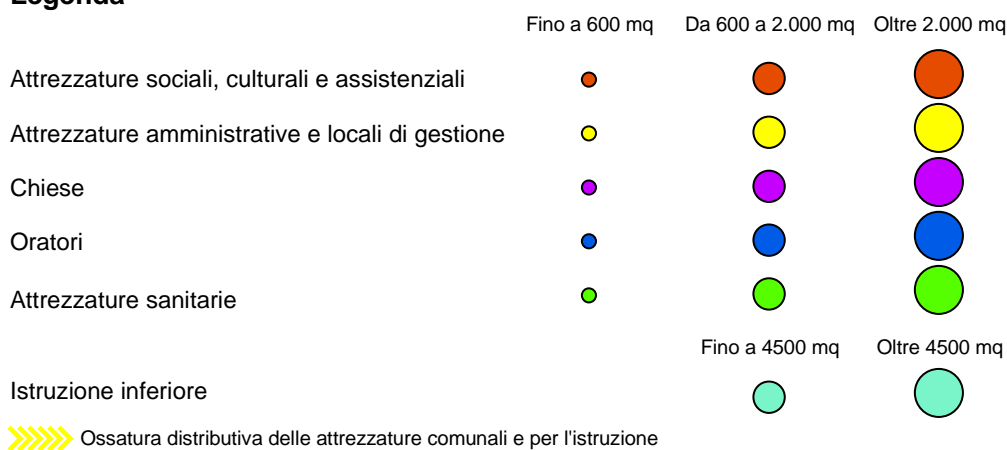 Legenda
Fino a 600 mq Da 600 a 2.000 mq Oltre 2.000 mq
Attrezzature sociali, culturali e assistenziali
Attrezzature amministrative e locali di gestione
Chiese
Oratori
Attrezzature sanitarie
Fino a 4500 mq Oltre 4500 mq
Istruzione inferiore
Ossatura distributiva delle attrezzature comunali e per l'istruzione